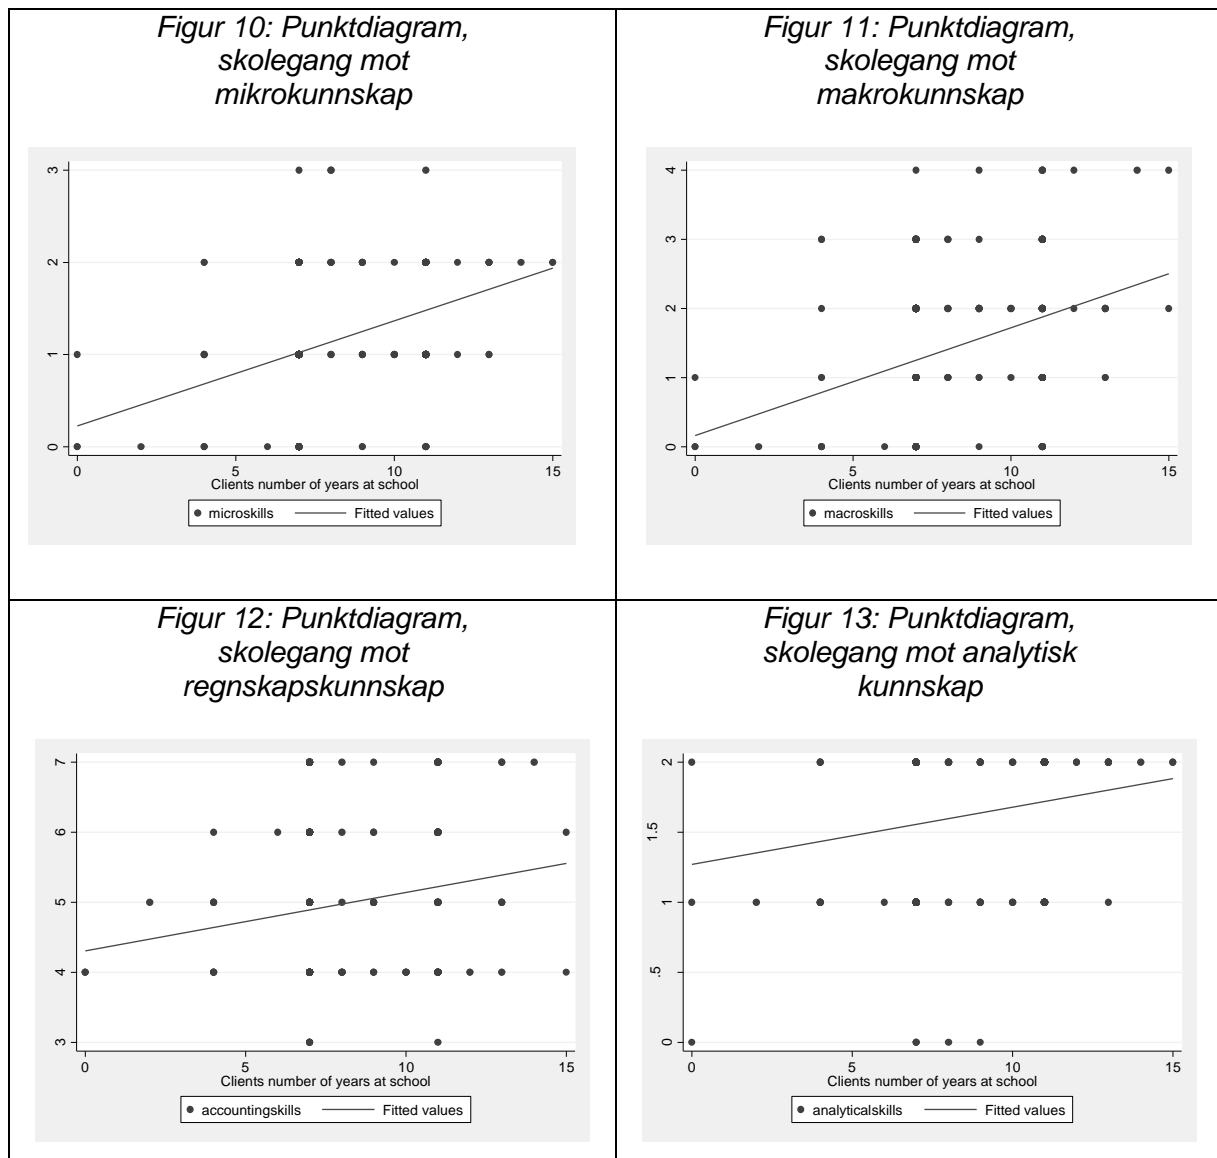 Figur 10: Punktdiagram,
skolegang mot
mikrokunnskap
3
2
1
0
0 5 10 15
Clients number of years at school
microskills Fitted values
Figur 11: Punktdiagram,
skolegang mot
makrokunnskap
4
3
2
1
0
0 5 10 15
Clients number of years at school
macroskills Fitted values
Figur 12: Punktdiagram,
skolegang mot
regnskapskunnskap
7
6
5
4
3
0 5 10 15
Clients number of years at school
accountingskills Fitted values
Figur 13: Punktdiagram,
skolegang mot analytisk
kunnskap
2
1.5
1
.5
0
0 5 10 15
Clients number of years at school
analyticalskills Fitted values